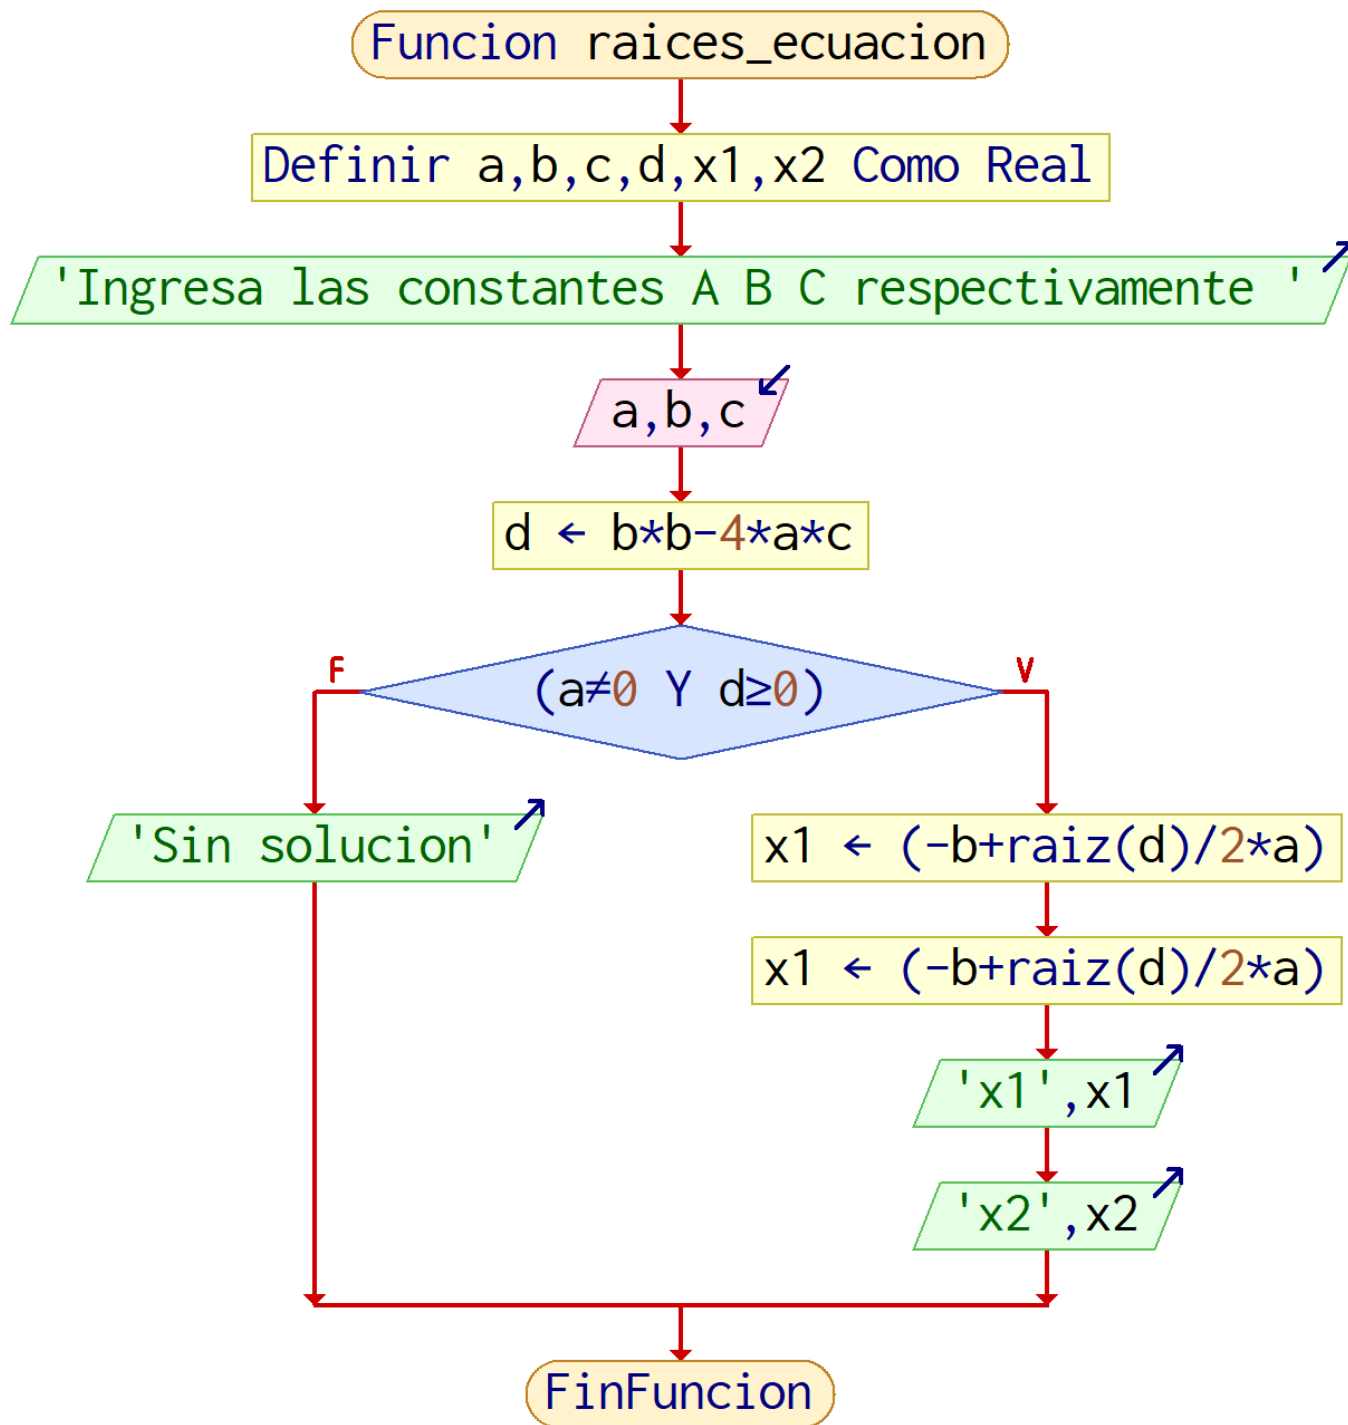 Funcion raices_ecuacion
Definir a,b,c,d,x1,x2 Como Real
'Ingresa las constantes A B C respectivamente '
a,b,c
d ← b*b-4*a*c
F
V
(a≠0 Y d≥0)
'Sin solucion'
x1 ← (-b+raiz(d)/2*a)
x1 ← (-b+raiz(d)/2*a)
'x1',x1
'x2',x2
FinFuncion